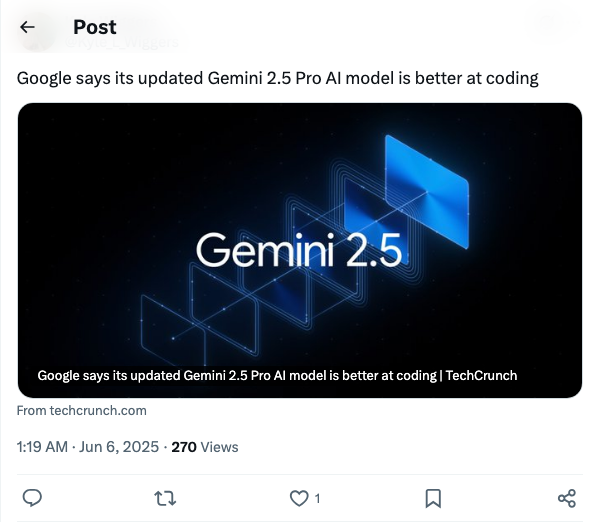 Post
Google says its updated Gemini 2.5 Pro AI model is better at coding
Gemini 2.5
Google says its updated Gemini 2.5 Pro AI model is better at coding | TechCrunch
From techcrunch.com
1:19 AM · Jun 6, 2025 · 270 Views
1